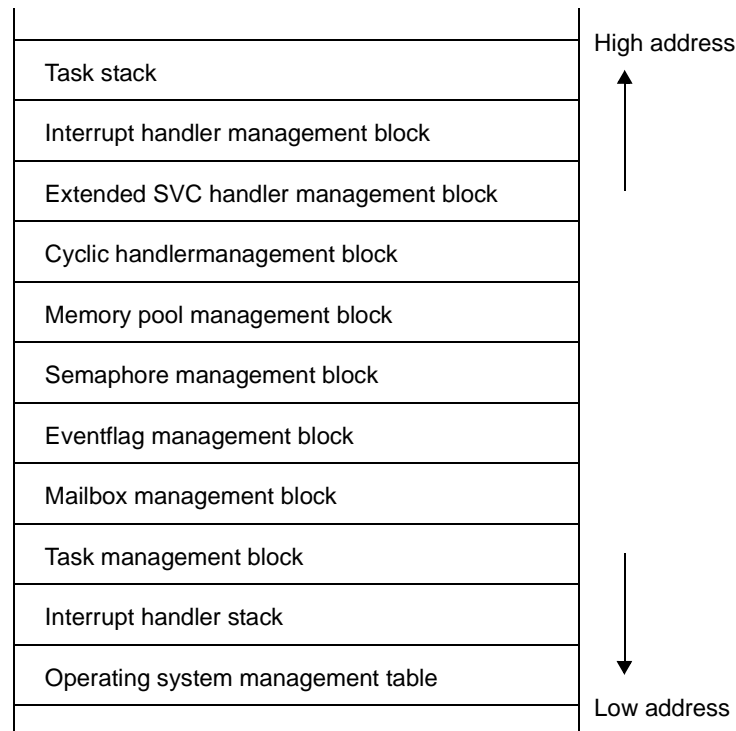 High address
Task stack
Interrupt handler management block
Extended SVC handler management block
Cyclic handlermanagement block
Memory pool management block
Semaphore management block
Eventflag management block
Mailbox management block
Task management block
Interrupt handler stack
Operating system management table
Low address